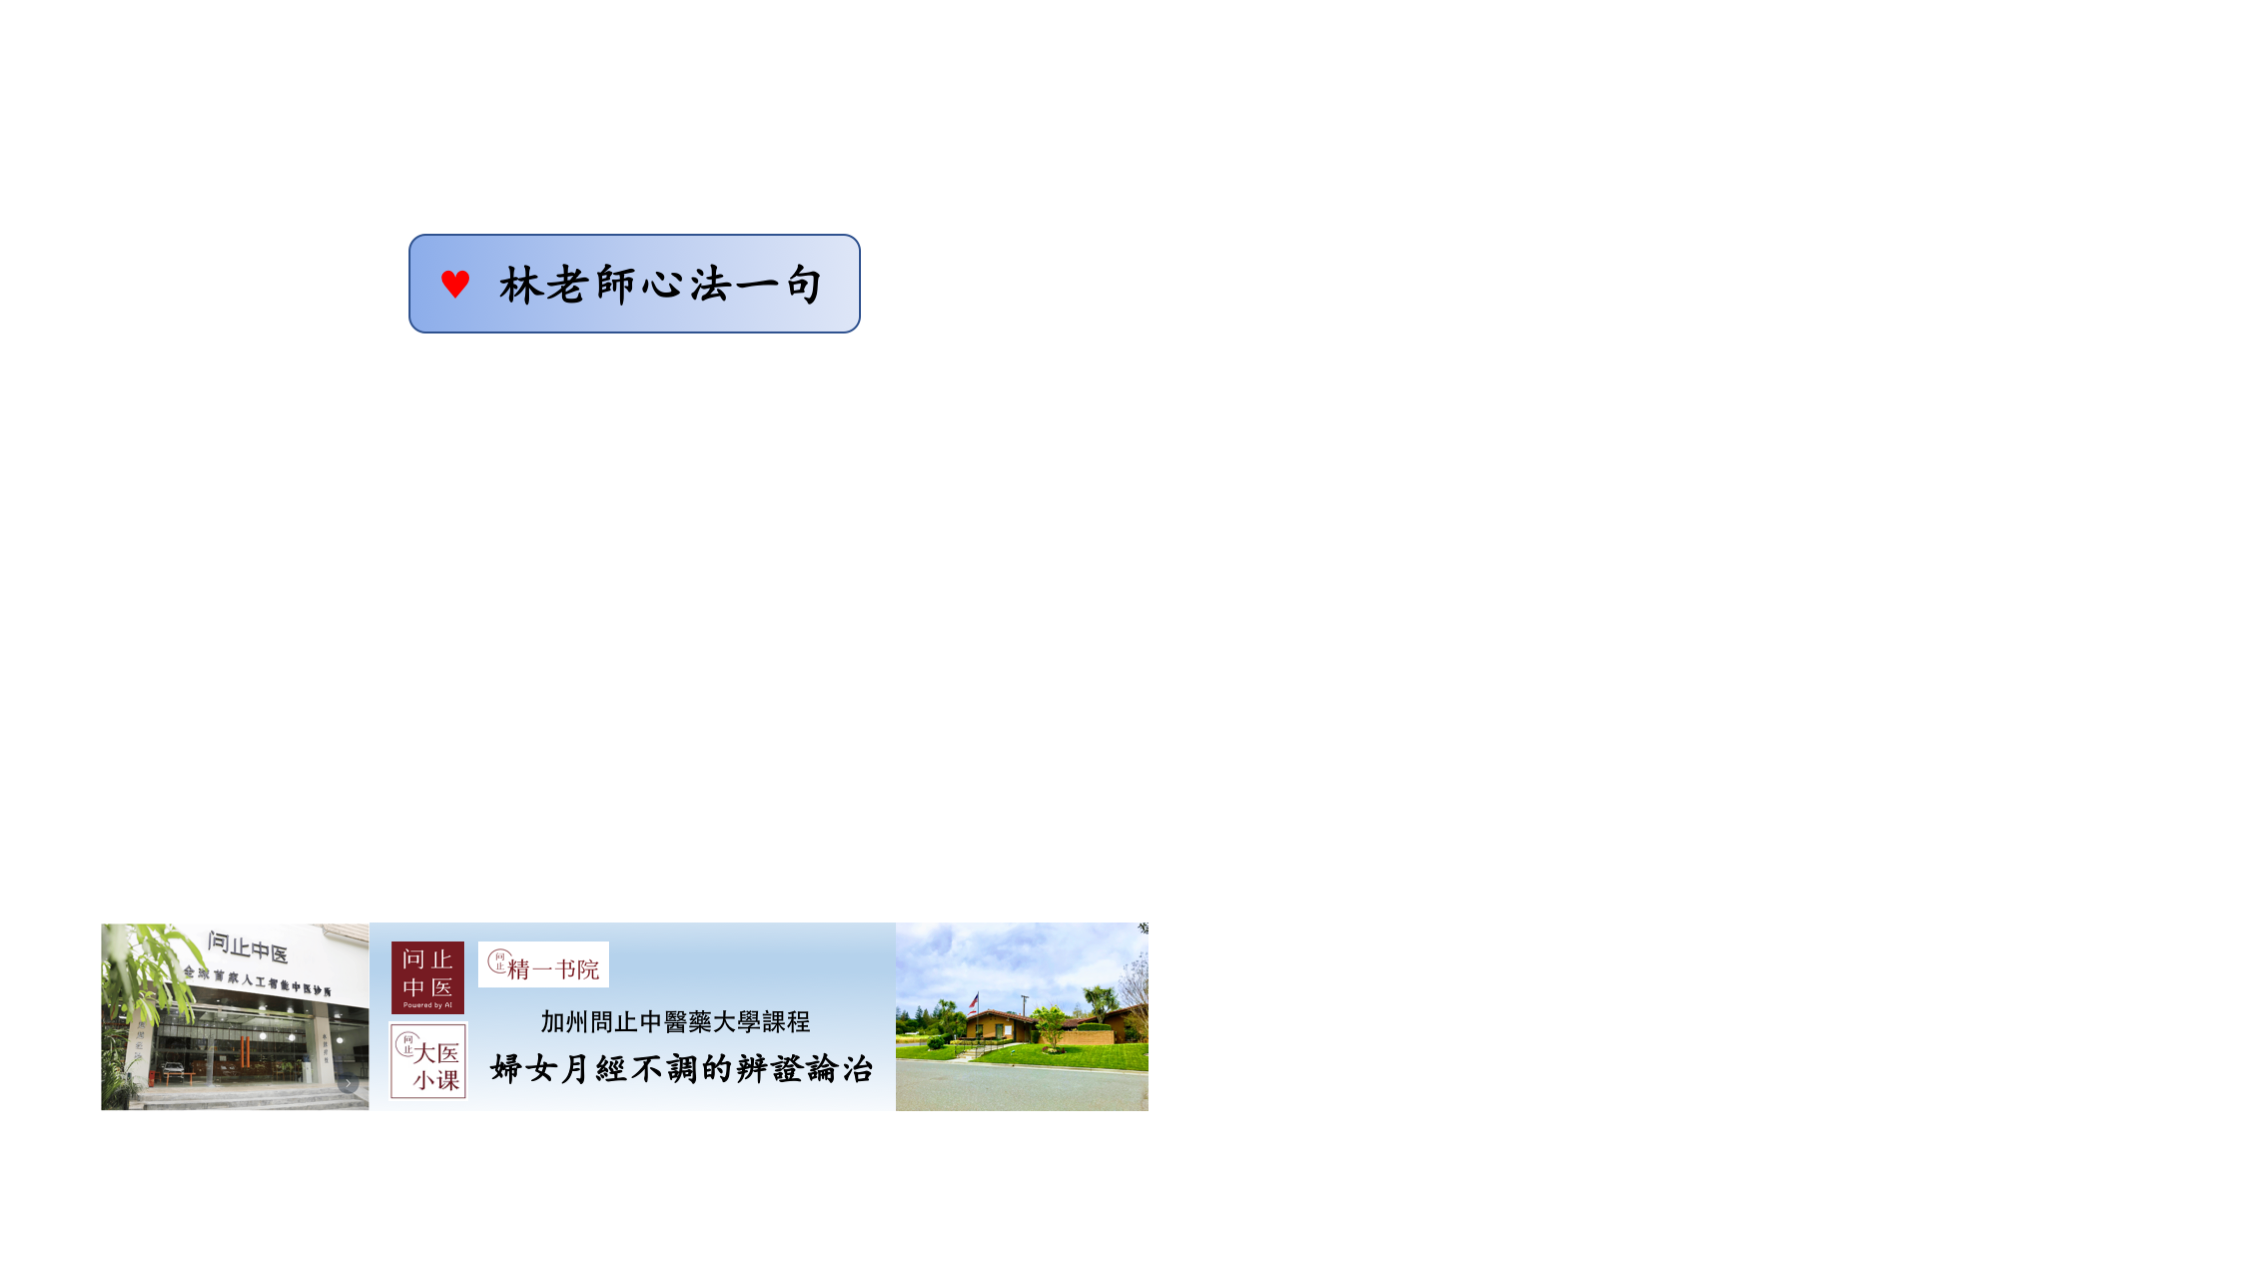 ♥ 林老師心法一句
问止中医
全球首家人工智能中医诊所
问止
中医
Powered by AI
问止 精一书院
问止 大医
小课
加州問止中醫藥大學課程
婦女月經不調的辨證論治